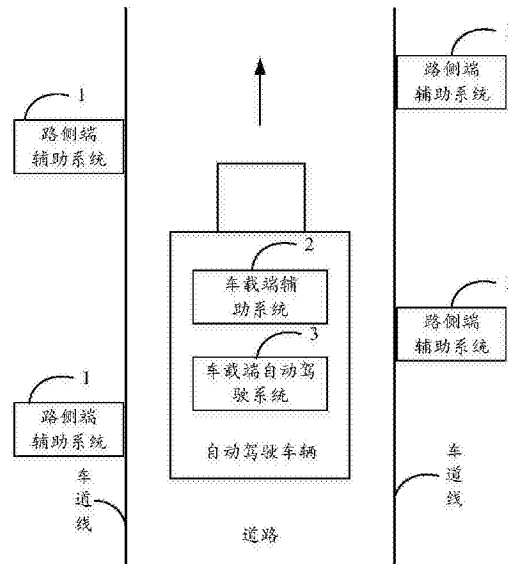 1
路侧端
辅助系统
路侧端
辅助系统
2
车载端辅
助系统
3
车载端自动驾
驶系统
路侧端
辅助系统
1
路侧端
辅助系统
自动驾驶车辆
车
道
线
车
道
线
道路